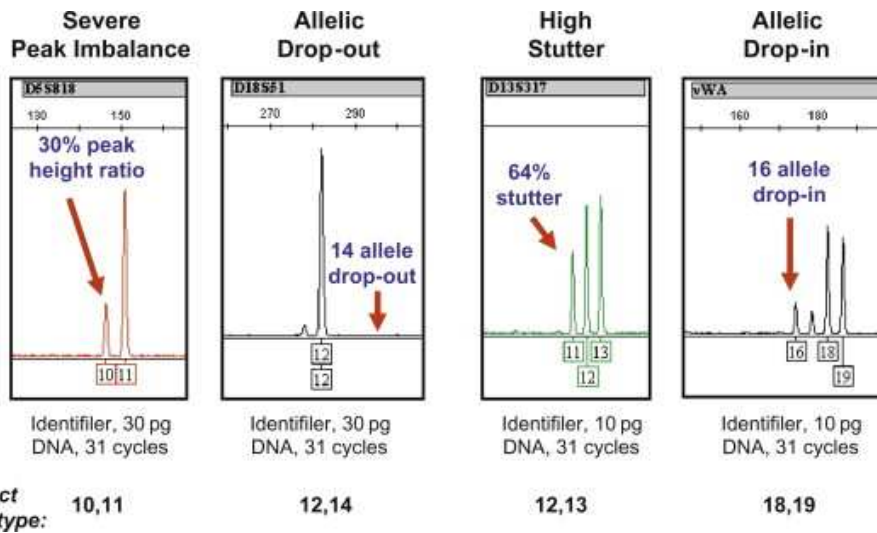 Severe
Peak Imbalance
Allelic
Drop-out
High
Stutter
Allelic
Drop-in
D5S818
130 150
30% peak
height ratio
10 11
D18S51
270 290
14 allele
drop-out
12
12
D13S317
64%
stutter
11 13
12
vWA
160 180
16 allele
drop-in
16 18
19
Identifiler, 30 pg
DNA, 31 cycles
Identifiler, 30 pg
DNA, 31 cycles
Identifiler, 10 pg
DNA, 31 cycles
Identifiler, 10 pg
DNA, 31 cycles
ct
type:
10,11 12,14 12,13 18,19